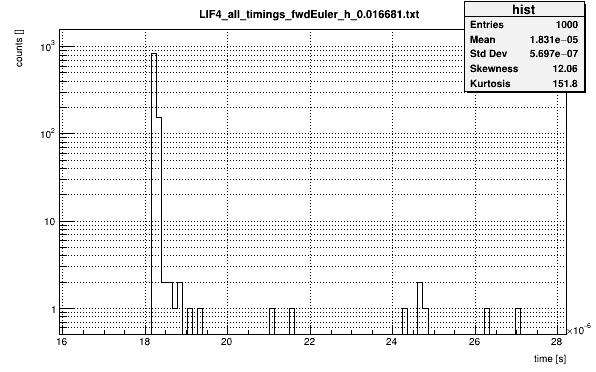 LIF4_all_timings_fwdEuler_h_0.016681.txt
hist
Entries 1000
Mean 1.831e−05
Std Dev 5.697e−07
Skewness 12.06
Kurtosis 151.8
counts []
10³
10²
10
1
16 18 20 22 24 26 28
×10⁻⁶
time [s]